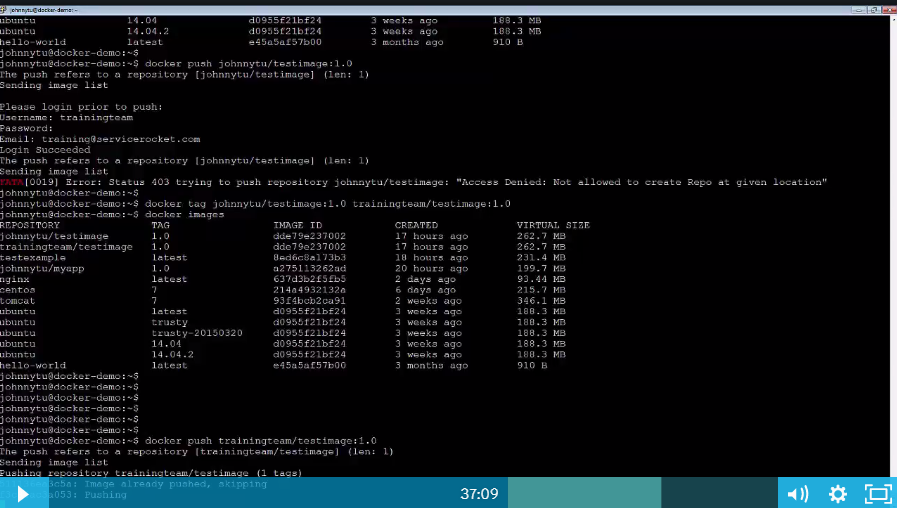 johnnytu@docker-demo: ~
ubuntu 14.04 d0955f21bf24 3 weeks ago 188.3 MB
ubuntu 14.04.2 d0955f21bf24 3 weeks ago 188.3 MB
hello-world latest e45a5af57b00 3 months ago 910 B
johnnytu@docker-demo:~$
johnnytu@docker-demo:~$ docker push johnnytu/testimage:1.0
The push refers to a repository [johnnytu/testimage] (len: 1)
Sending image list
Please login prior to push:
Username: trainingteam
Password:
Email: training@servicerocket.com
Login Succeeded
The push refers to a repository [johnnytu/testimage] (len: 1)
Sending image list
FATA[0019] Error: Status 403 trying to push repository johnnytu/testimage: "Access Denied: Not allowed to create Repo at given location"
johnnytu@docker-demo:~$
johnnytu@docker-demo:~$ docker tag johnnytu/testimage:1.0 trainingteam/testimage:1.0
johnnytu@docker-demo:~$ docker images
REPOSITORY TAG IMAGE ID CREATED VIRTUAL SIZE
johnnytu/testimage 1.0 dde79e237002 17 hours ago 262.7 MB
trainingteam/testimage 1.0 dde79e237002 17 hours ago 262.7 MB
testexample latest 8ed6c8a173b3 18 hours ago 231.4 MB
johnnytu/myapp 1.0 a275113262ad 20 hours ago 199.7 MB
nginx latest 637d3b2f5fb5 2 days ago 93.44 MB
centos 7 214a4932132a 6 days ago 215.7 MB
tomcat 7 93f4bcb2ca91 2 weeks ago 346.1 MB
ubuntu latest d0955f21bf24 3 weeks ago 188.3 MB
ubuntu trusty d0955f21bf24 3 weeks ago 188.3 MB
ubuntu trusty-20150320 d0955f21bf24 3 weeks ago 188.3 MB
ubuntu 14.04 d0955f21bf24 3 weeks ago 188.3 MB
ubuntu 14.04.2 d0955f21bf24 3 weeks ago 188.3 MB
hello-world latest e45a5af57b00 3 months ago 910 B
johnnytu@docker-demo:~$
johnnytu@docker-demo:~$
johnnytu@docker-demo:~$
johnnytu@docker-demo:~$
johnnytu@docker-demo:~$
johnnytu@docker-demo:~$
johnnytu@docker-demo:~$ docker push trainingteam/testimage:1.0
The push refers to a repository [trainingteam/testimage] (len: 1)
Sending image list
Pushing repository trainingteam/testimage (1 tags)
Image already pushed, skipping
Pushing
37:09